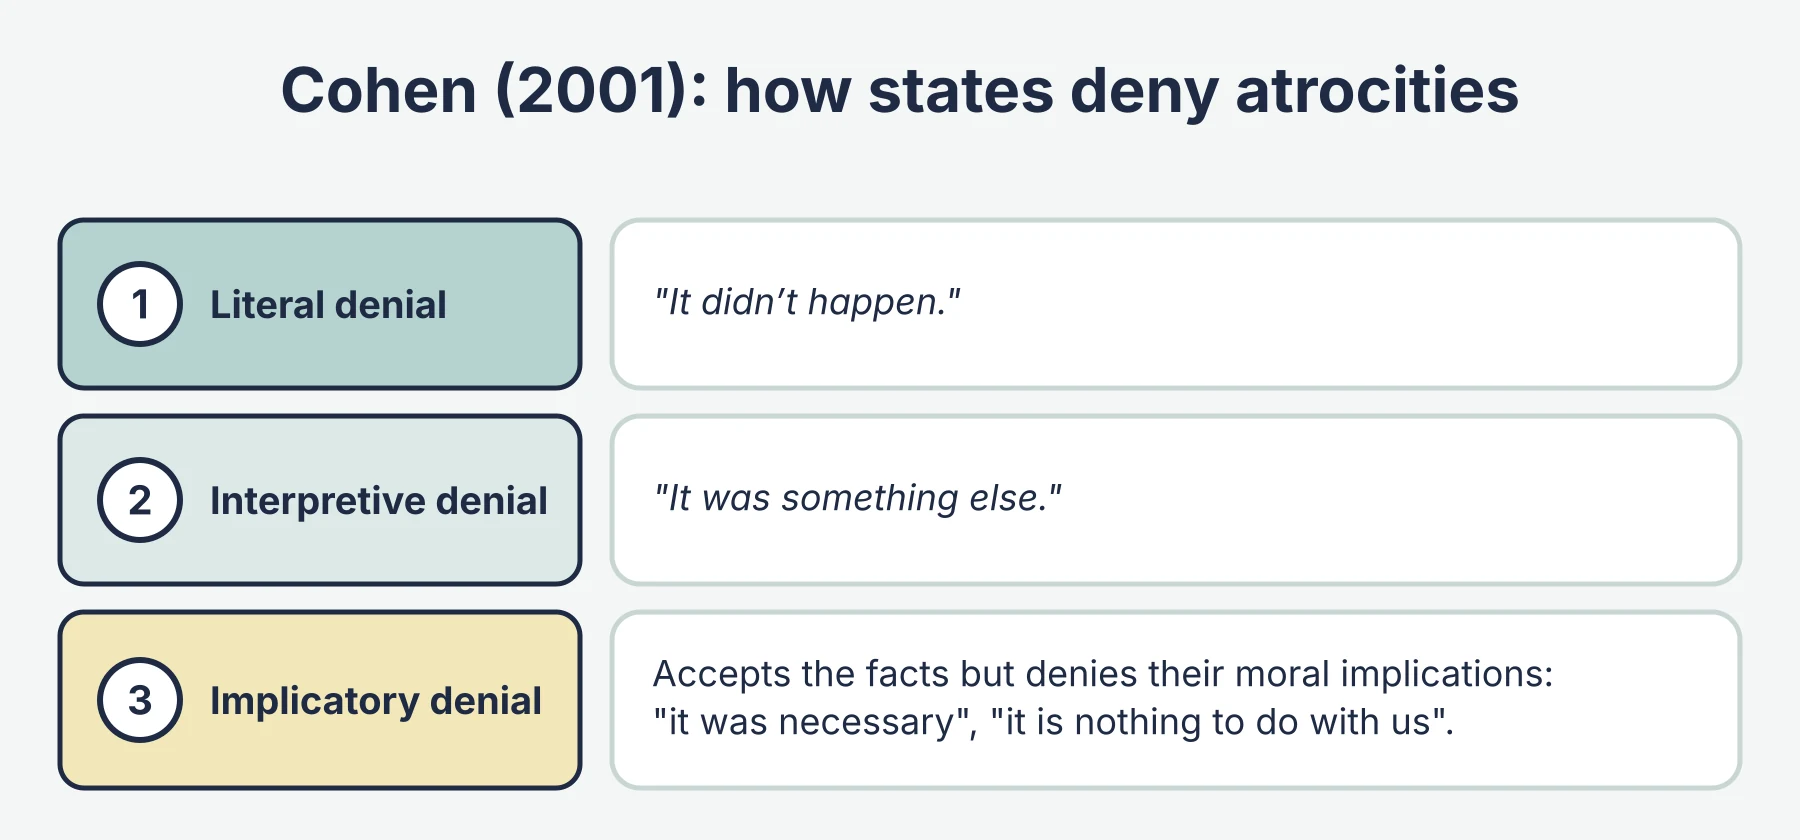 Cohen (2001): how states deny atrocities
1 Literal denial
"It didn’t happen."
2 Interpretive denial
"It was something else."
3 Implicatory denial
Accepts the facts but denies their moral implications:
"it was necessary", "it is nothing to do with us".